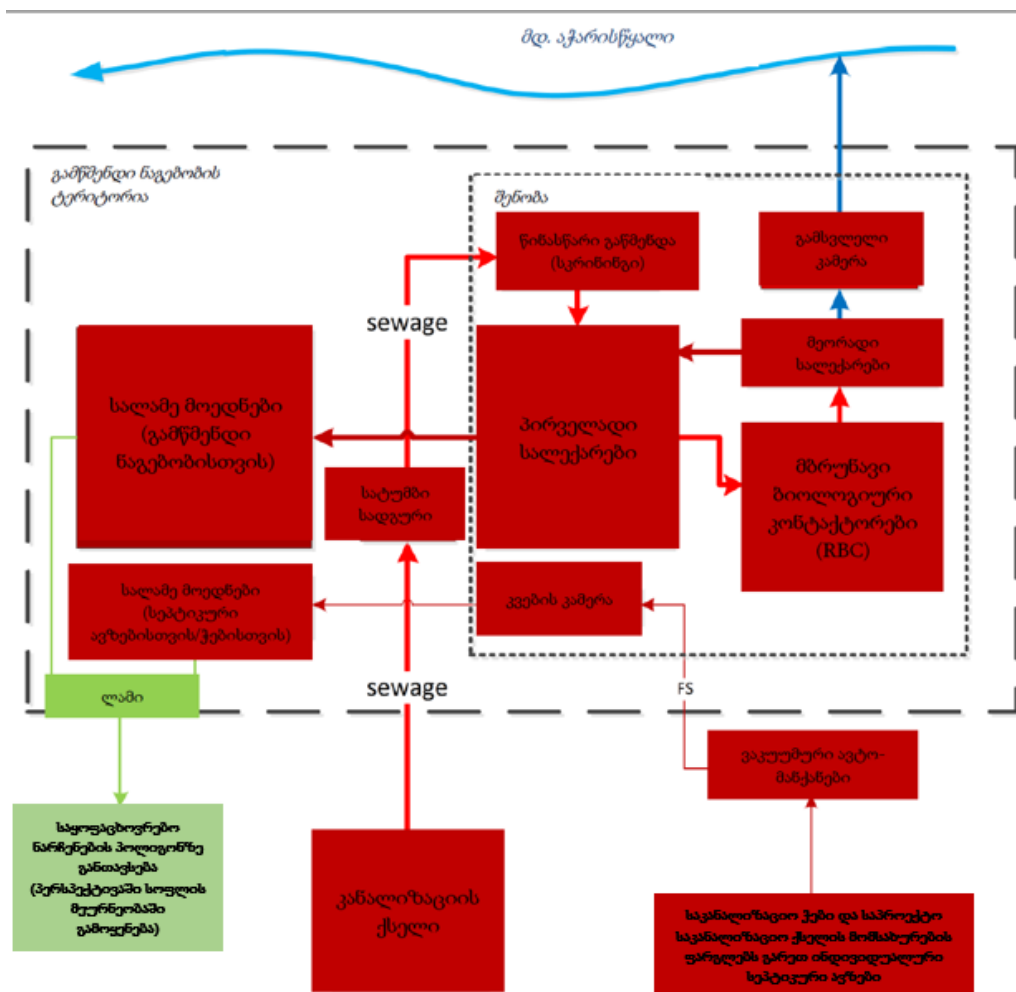 მდ. აჭარისწყალი
გამწმენდი ნაგებობის
ტერიტორია
შენობა
წინასწარი გაწმენდა
(სკრინინგი)
გამსვლელი
კამერა
sewage
მეორადი
სალექარები
სალამე მოედნები
(გამწმენდი
ნაგებობისთვის)
პირველადი
სალექარები
მბრუნავი
ბიოლოგიური
კონტაქტორები
(RBC)
სატუმბი
სადგური
სალამე მოედნები
(სეპტიკური
ავზებისთვის/ჭებისთვის)
კვების კამერა
sewage
FS
ლამი
ვაკუუმური ავტო-
მანქანები
საყოფაცხოვრებო
ნარჩენების პოლიგონზე
განთავსება
(პერსპექტივაში სოფლის
მეურნეობაში
გამოყენება)
კანალიზაციის
ქსელი
საკანალიზაციო ჭები და საპროექტო
საკანალიზაციო ქსელის მომსახურების
ფარგლებს გარეთ ინდივიდუალური
სეპტიკური ავზები